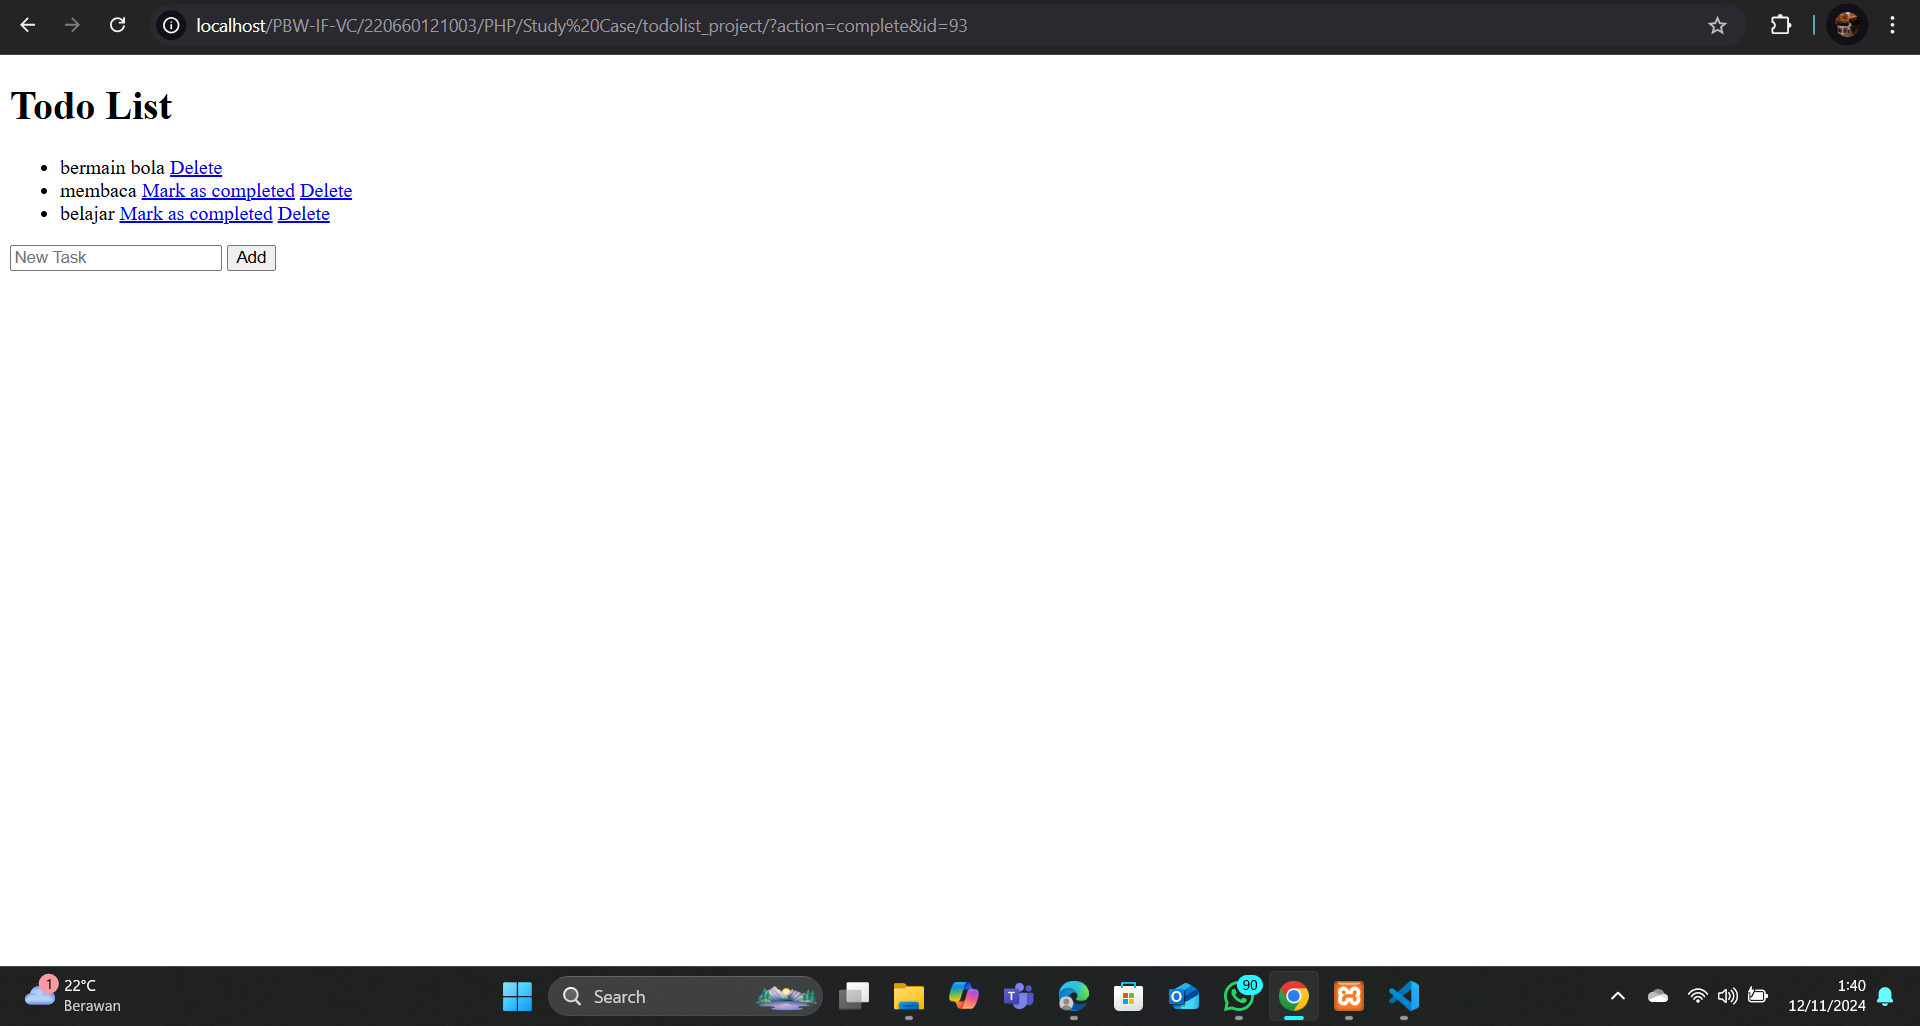 localhost/PBW-IF-VC/220660121003/PHP/Study%20Case/todolist_project/?action=complete&id=93
Todo List
bermain bola Delete
membaca Mark as completed Delete
belajar Mark as completed Delete
New Task Add
1
22°C
Berawan
Search
90
1:40
12/11/2024